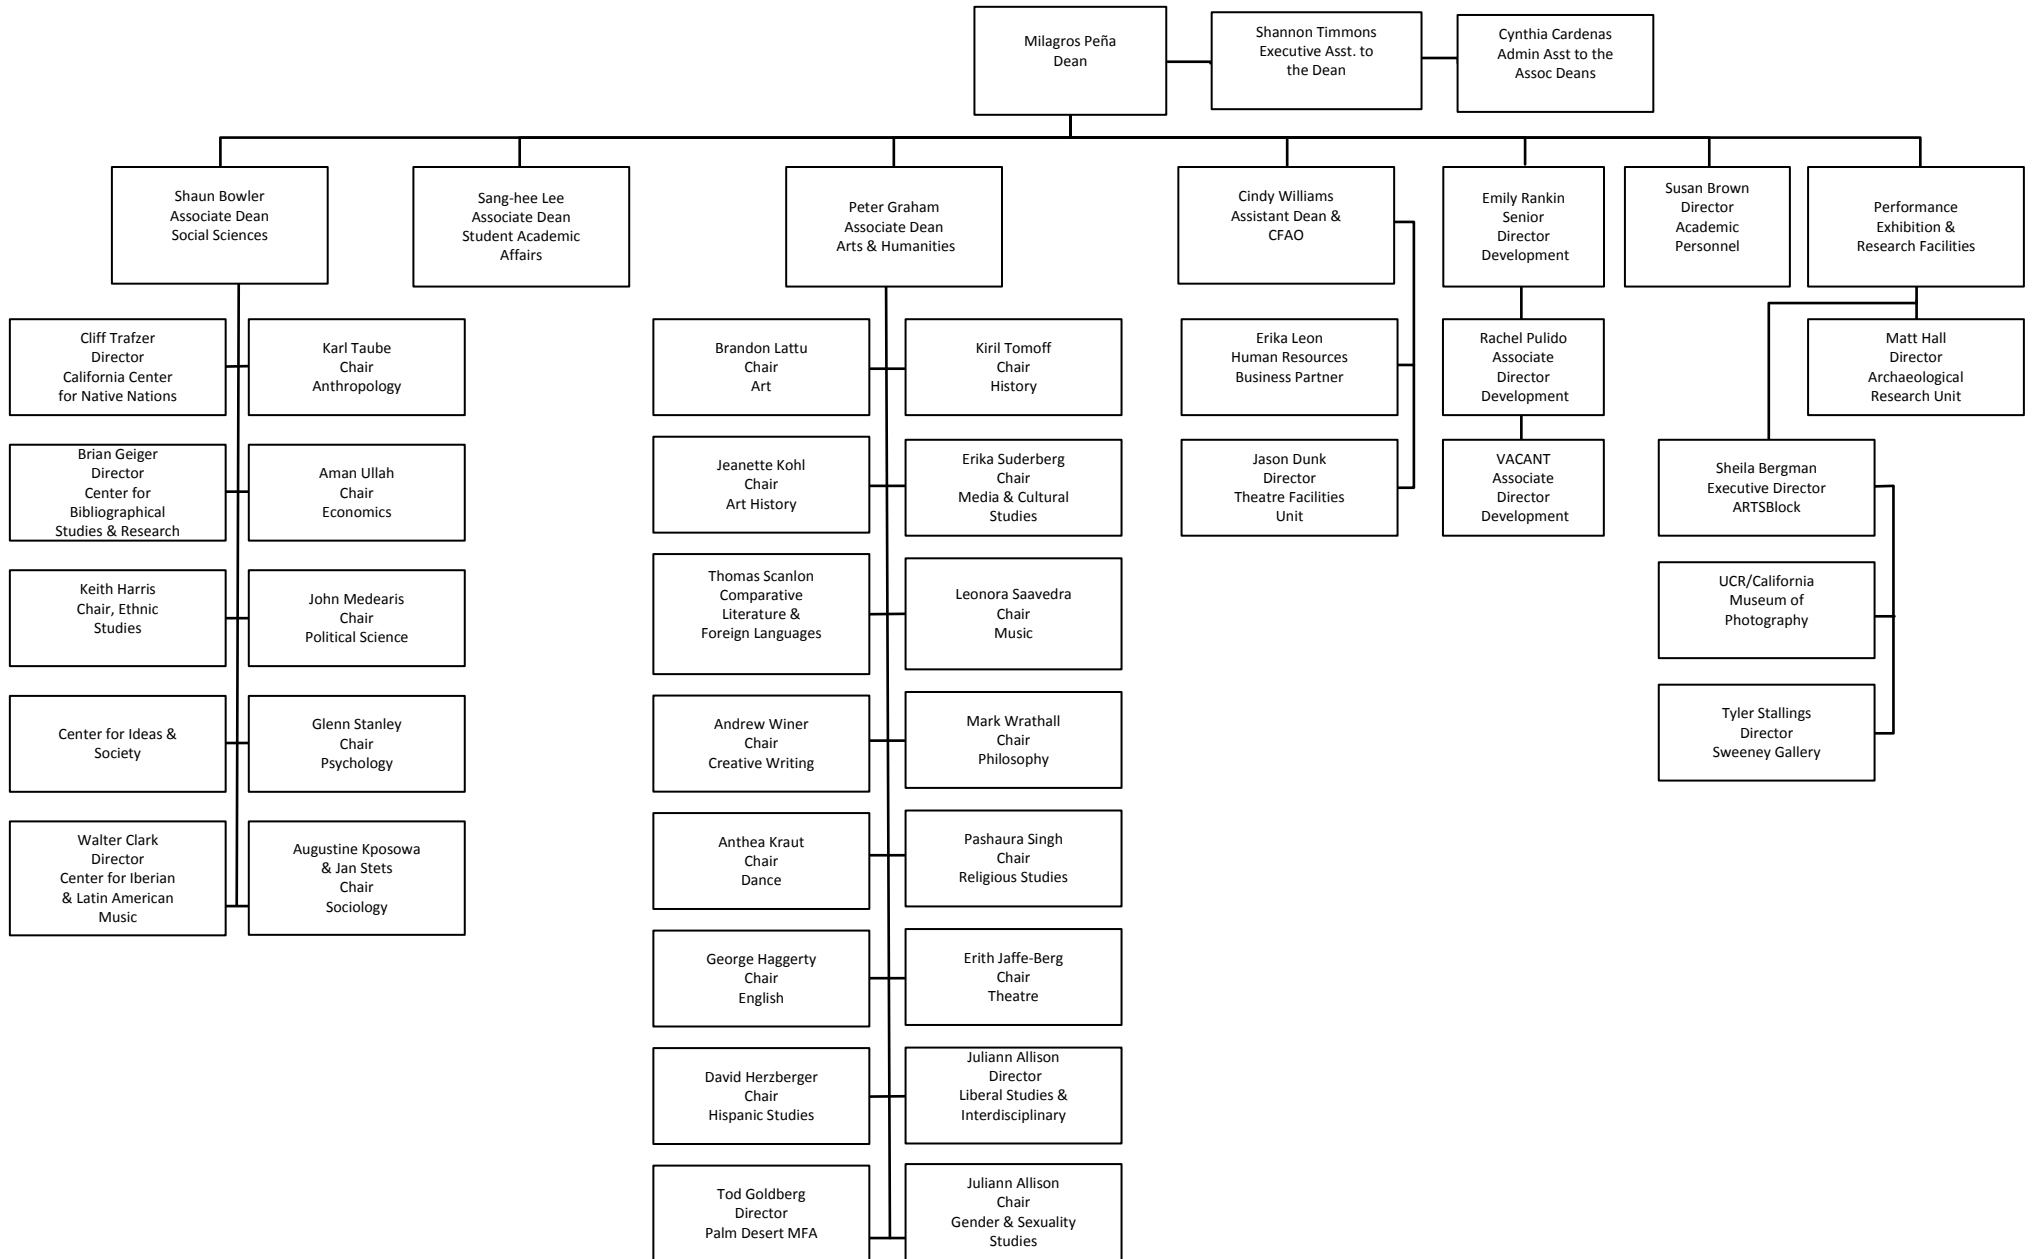 Milagros Peña
Dean
Shannon Timmons
Executive Asst. to
the Dean
Cynthia Cardenas
Admin Asst to the
Assoc Deans
Shaun Bowler
Associate Dean
Social Sciences
Sang-hee Lee
Associate Dean
Student Academic
Affairs
Peter Graham
Associate Dean
Arts & Humanities
Cindy Williams
Assistant Dean &
CFAO
Emily Rankin
Senior
Director
Development
Susan Brown
Director
Academic
Personnel
Performance
Exhibition &
Research Facilities
Cliff Trafzer
Director
California Center
for Native Nations
Karl Taube
Chair
Anthropology
Brian Geiger
Director
Center for
Bibliographical
Studies & Research
Aman Ullah
Chair
Economics
Keith Harris
Chair, Ethnic
Studies
John Medearis
Chair
Political Science
Center for Ideas &
Society
Glenn Stanley
Chair
Psychology
Walter Clark
Director
Center for Iberian
& Latin American
Music
Augustine Kposowa
& Jan Stets
Chair
Sociology
Brandon Lattu
Chair
Art
Kiril Tomoff
Chair
History
Jeanette Kohl
Chair
Art History
Erika Suderberg
Chair
Media & Cultural
Studies
Thomas Scanlon
Comparative
Literature &
Foreign Languages
Leonora Saavedra
Chair
Music
Andrew Winer
Chair
Creative Writing
Mark Wrathall
Chair
Philosophy
Anthea Kraut
Chair
Dance
Pashaura Singh
Chair
Religious Studies
George Haggerty
Chair
English
Erith Jaffe-Berg
Chair
Theatre
David Herzberger
Chair
Hispanic Studies
Juliann Allison
Director
Liberal Studies &
Interdisciplinary
Tod Goldberg
Director
Palm Desert MFA
Juliann Allison
Chair
Gender & Sexuality
Studies
Erika Leon
Human Resources
Business Partner
Jason Dunk
Director
Theatre Facilities
Unit
Rachel Pulido
Associate
Director
Development
VACANT
Associate
Director
Development
Matt Hall
Director
Archaeological
Research Unit
Sheila Bergman
Executive Director
ARTSBlock
UCR/California
Museum of
Photography
Tyler Stallings
Director
Sweeney Gallery